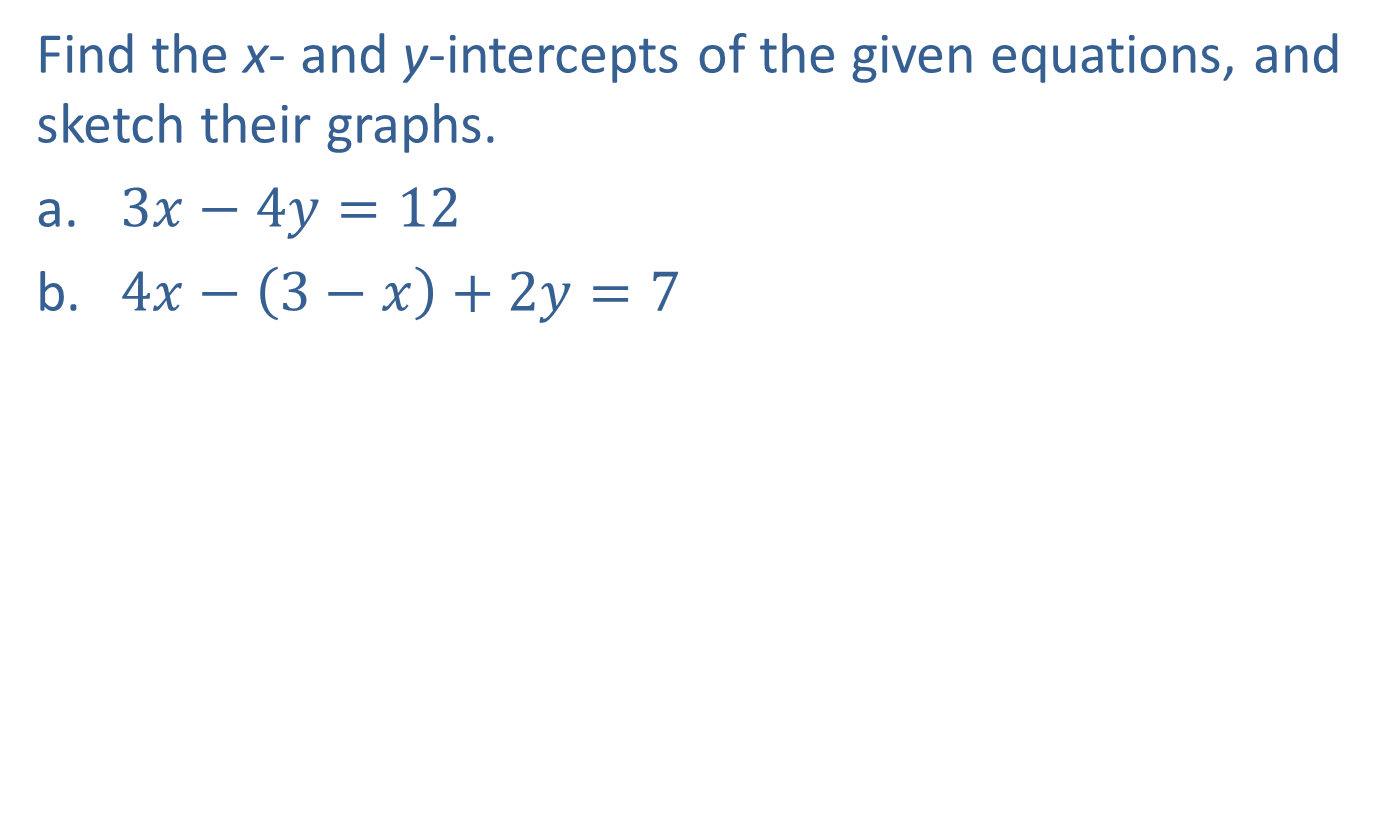 Find the x- and y-intercepts of the given equations, and
sketch their graphs.
a. 3x − 4y = 12
b. 4x − (3 − x) + 2y = 7